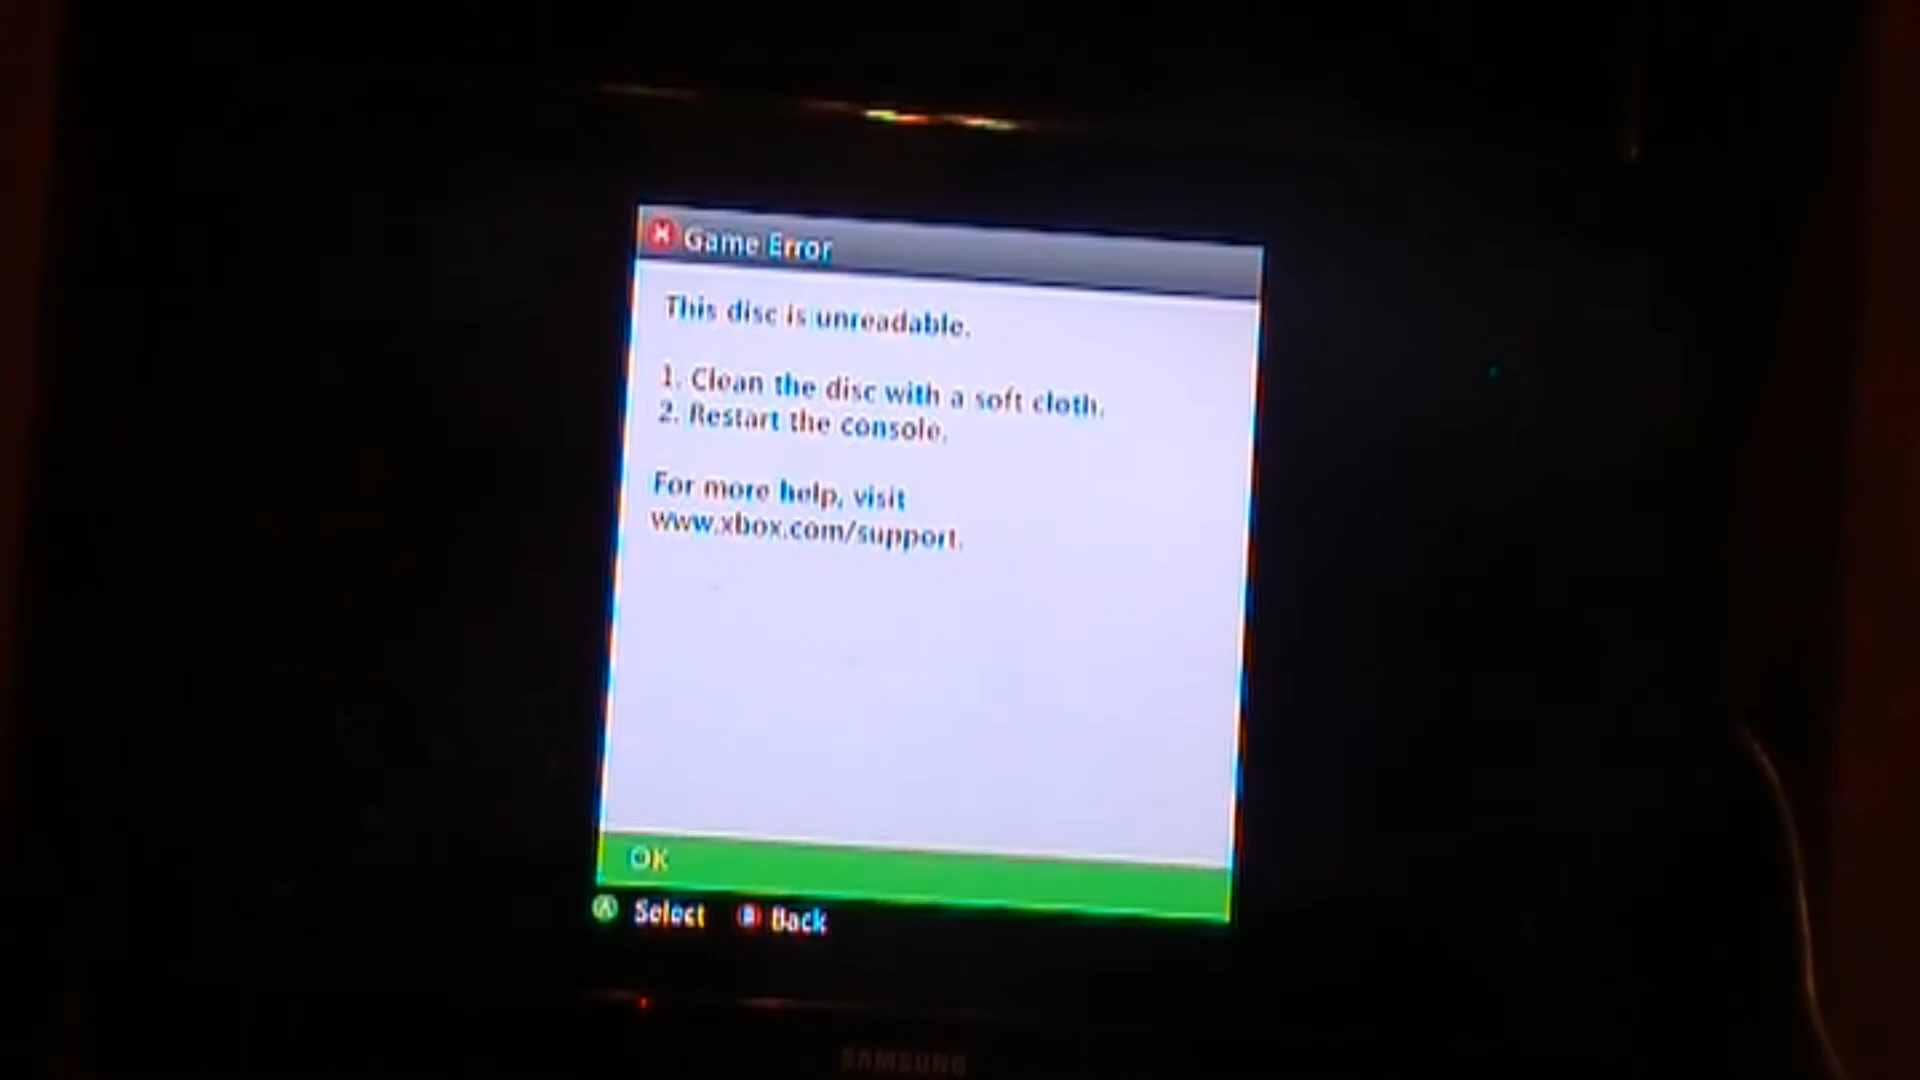 Game Error
This disc is unreadable.
1. Clean the disc with a soft cloth.
2. Restart the console.
For more help, visit
www.xbox.com/support.
OK
A Select B Back
SAMSUNG